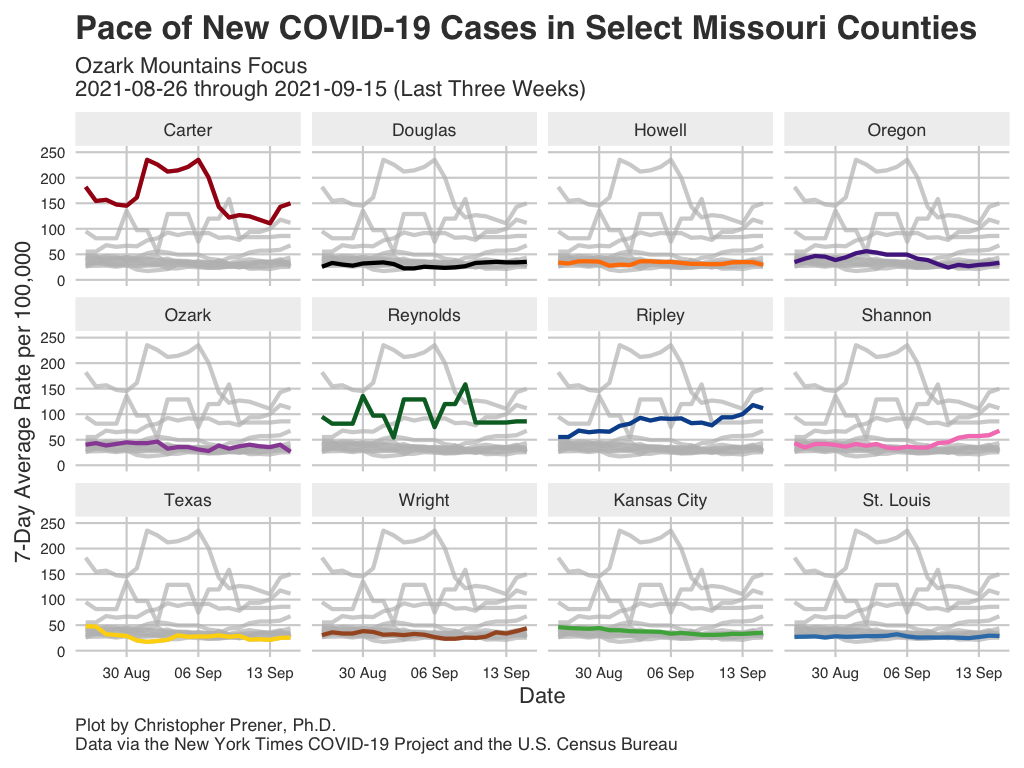 Pace of New COVID-19 Cases in Select Missouri Counties
Ozark Mountains Focus
2021-08-26 through 2021-09-15 (Last Three Weeks)
Carter Douglas Howell Oregon
250
200
150
100
50
0
Ozark Reynolds Ripley Shannon
250
200
150
100
50
0
Texas Wright Kansas City St. Louis
250
200
150
100
50
0
7-Day Average Rate per 100,000
30 Aug 06 Sep 13 Sep 30 Aug 06 Sep 13 Sep 30 Aug 06 Sep 13 Sep 30 Aug 06 Sep 13 Sep
Date
Plot by Christopher Prener, Ph.D.
Data via the New York Times COVID-19 Project and the U.S. Census Bureau